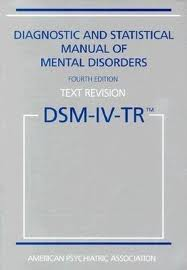 DIAGNOSTIC AND STATISTICAL
MANUAL OF
MENTAL DISORDERS
FOURTH EDITION
TEXT REVISION
DSM-IV-TR™
AMERICAN PSYCHIATRIC ASSOCIATION